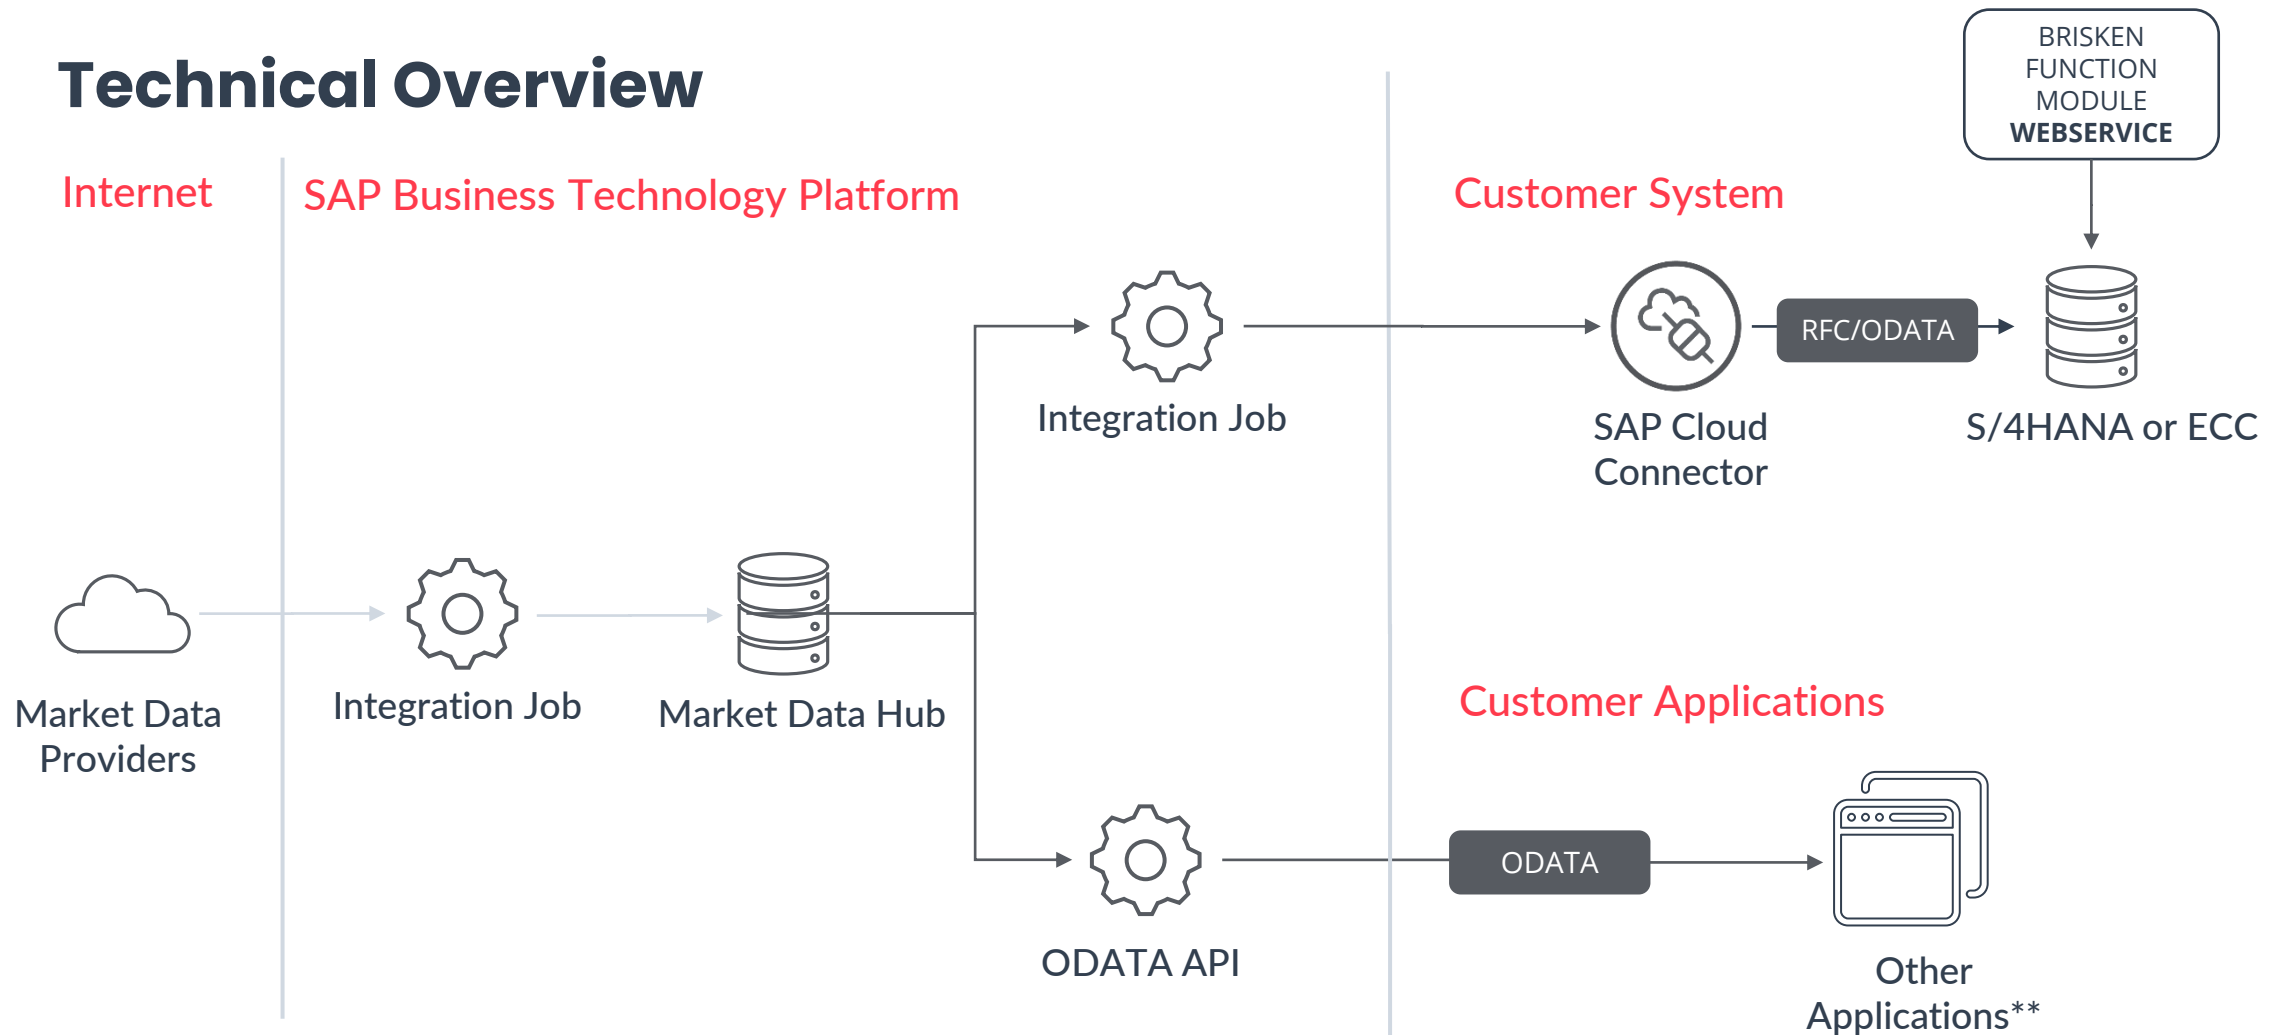 Technical Overview
BRISKEN
FUNCTION
MODULE
WEBSERVICE
Internet
SAP Business Technology Platform
Customer System
RFC/ODATA
Integration Job
SAP Cloud
Connector
S/4HANA or ECC
Market Data
Providers
Integration Job
Market Data Hub
Customer Applications
ODATA
ODATA API
Other
Applications**